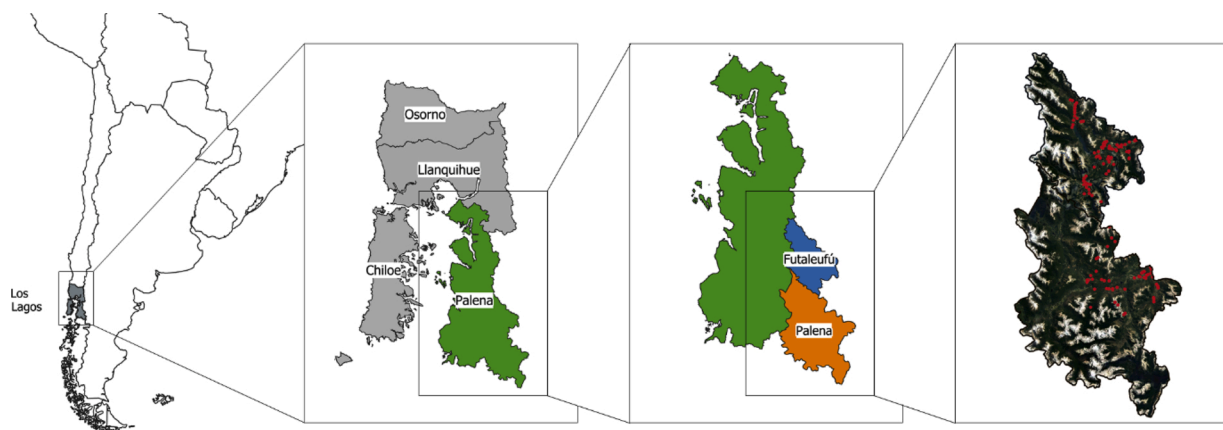 Los
Lagos
Osorno
Llanquihue
Chiloe
Palena
Futaleufú
Palena